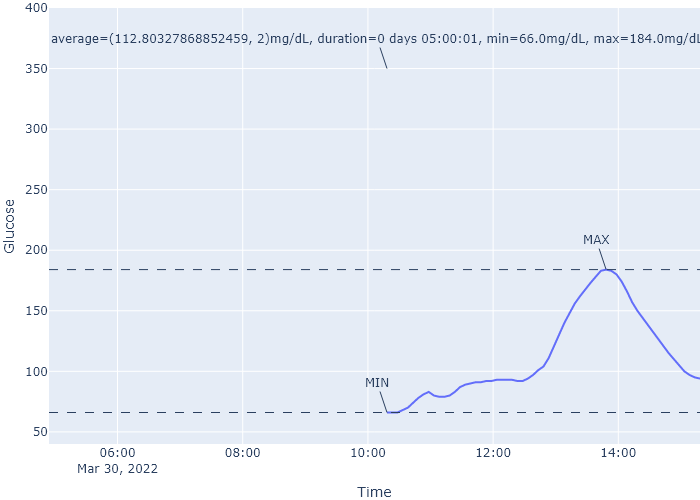 400
average=(112.80327868852459, 2)mg/dL, duration=0 days 05:00:01, min=66.0mg/dL, max=184.0mg/dL
350
300
250
Glucose
200
MAX
150
100
MIN
50
06:00
08:00
10:00
12:00
14:00
Mar 30, 2022
Time